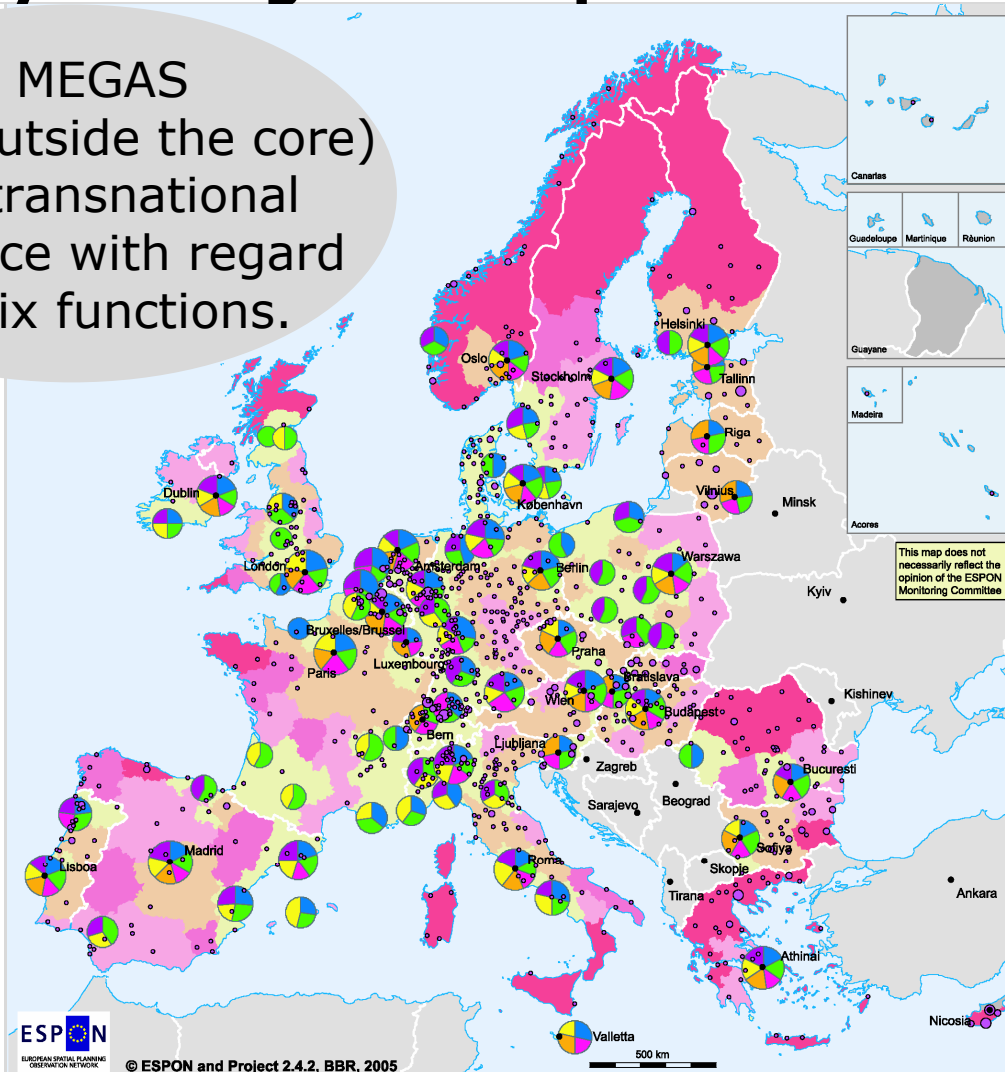 MEGAS
utside the core)
transnational
ce with regard
ix functions.
Canarias
Guadeloupe
Martinique
Réunion
Guayane
Madeira
Acores
This map does not
necessarily reflect the
opinion of the ESPON
Monitoring Committee
Helsinki
Oslo
Stockholm
Tallinn
Riga
Dublin
Vilnius
Minsk
København
London
Amsterdam
Berlin
Warszawa
Kyiv
Bruxelles/Brussel
Praha
Luxembourg
Paris
Bratislava
Wien
Kishinev
Budapest
Bern
Ljubljana
Zagreb
Bucuresti
Beograd
Sarajevo
Madrid
Sofiya
Roma
Lisboa
Skopje
Tirana
Ankara
Athinai
Nicosia
Valletta
500 km
ESPON
EUROPEAN SPATIAL PLANNING
OBSERVATION NETWORK
© ESPON and Project 2.4.2, BBR, 2005